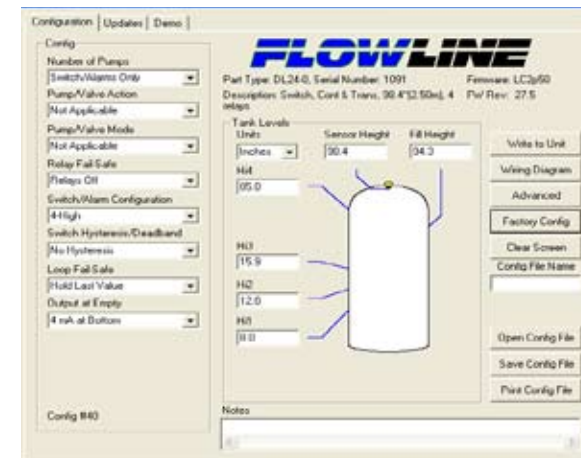 Configuration Updates Demo
Config
Number of Pumps
Switch/Alarms Only
Pump/Valve Action
Not Applicable
Pump/Valve Mode
Not Applicable
Relay Fail-Safe
Relays Off
Switch/Alarm Configuration
4-High
Switch Hysteresis/Deadband
No Hysteresis
Loop Fail-Safe
Hold Last Value
Output at Empty
4 mA at Bottom
Config #40
FLOWLINE
Part Type: DL24-0, Serial Number: 1091
Firmware: LC2p50
Description: Switch, Cont & Trans, 98.4"(2.50m), 4 relays
FW Rev: 27.5
Tank Levels
Units
Sensor Height
Fill Height
Inches
98.4
94.3
Hi4
85.0
Hi3
15.9
Hi2
12.0
Hi1
8.0
Notes
Write to Unit
Wiring Diagram
Advanced
Factory Config
Clear Screen
Config File Name
Open Config File
Save Config File
Print Config File